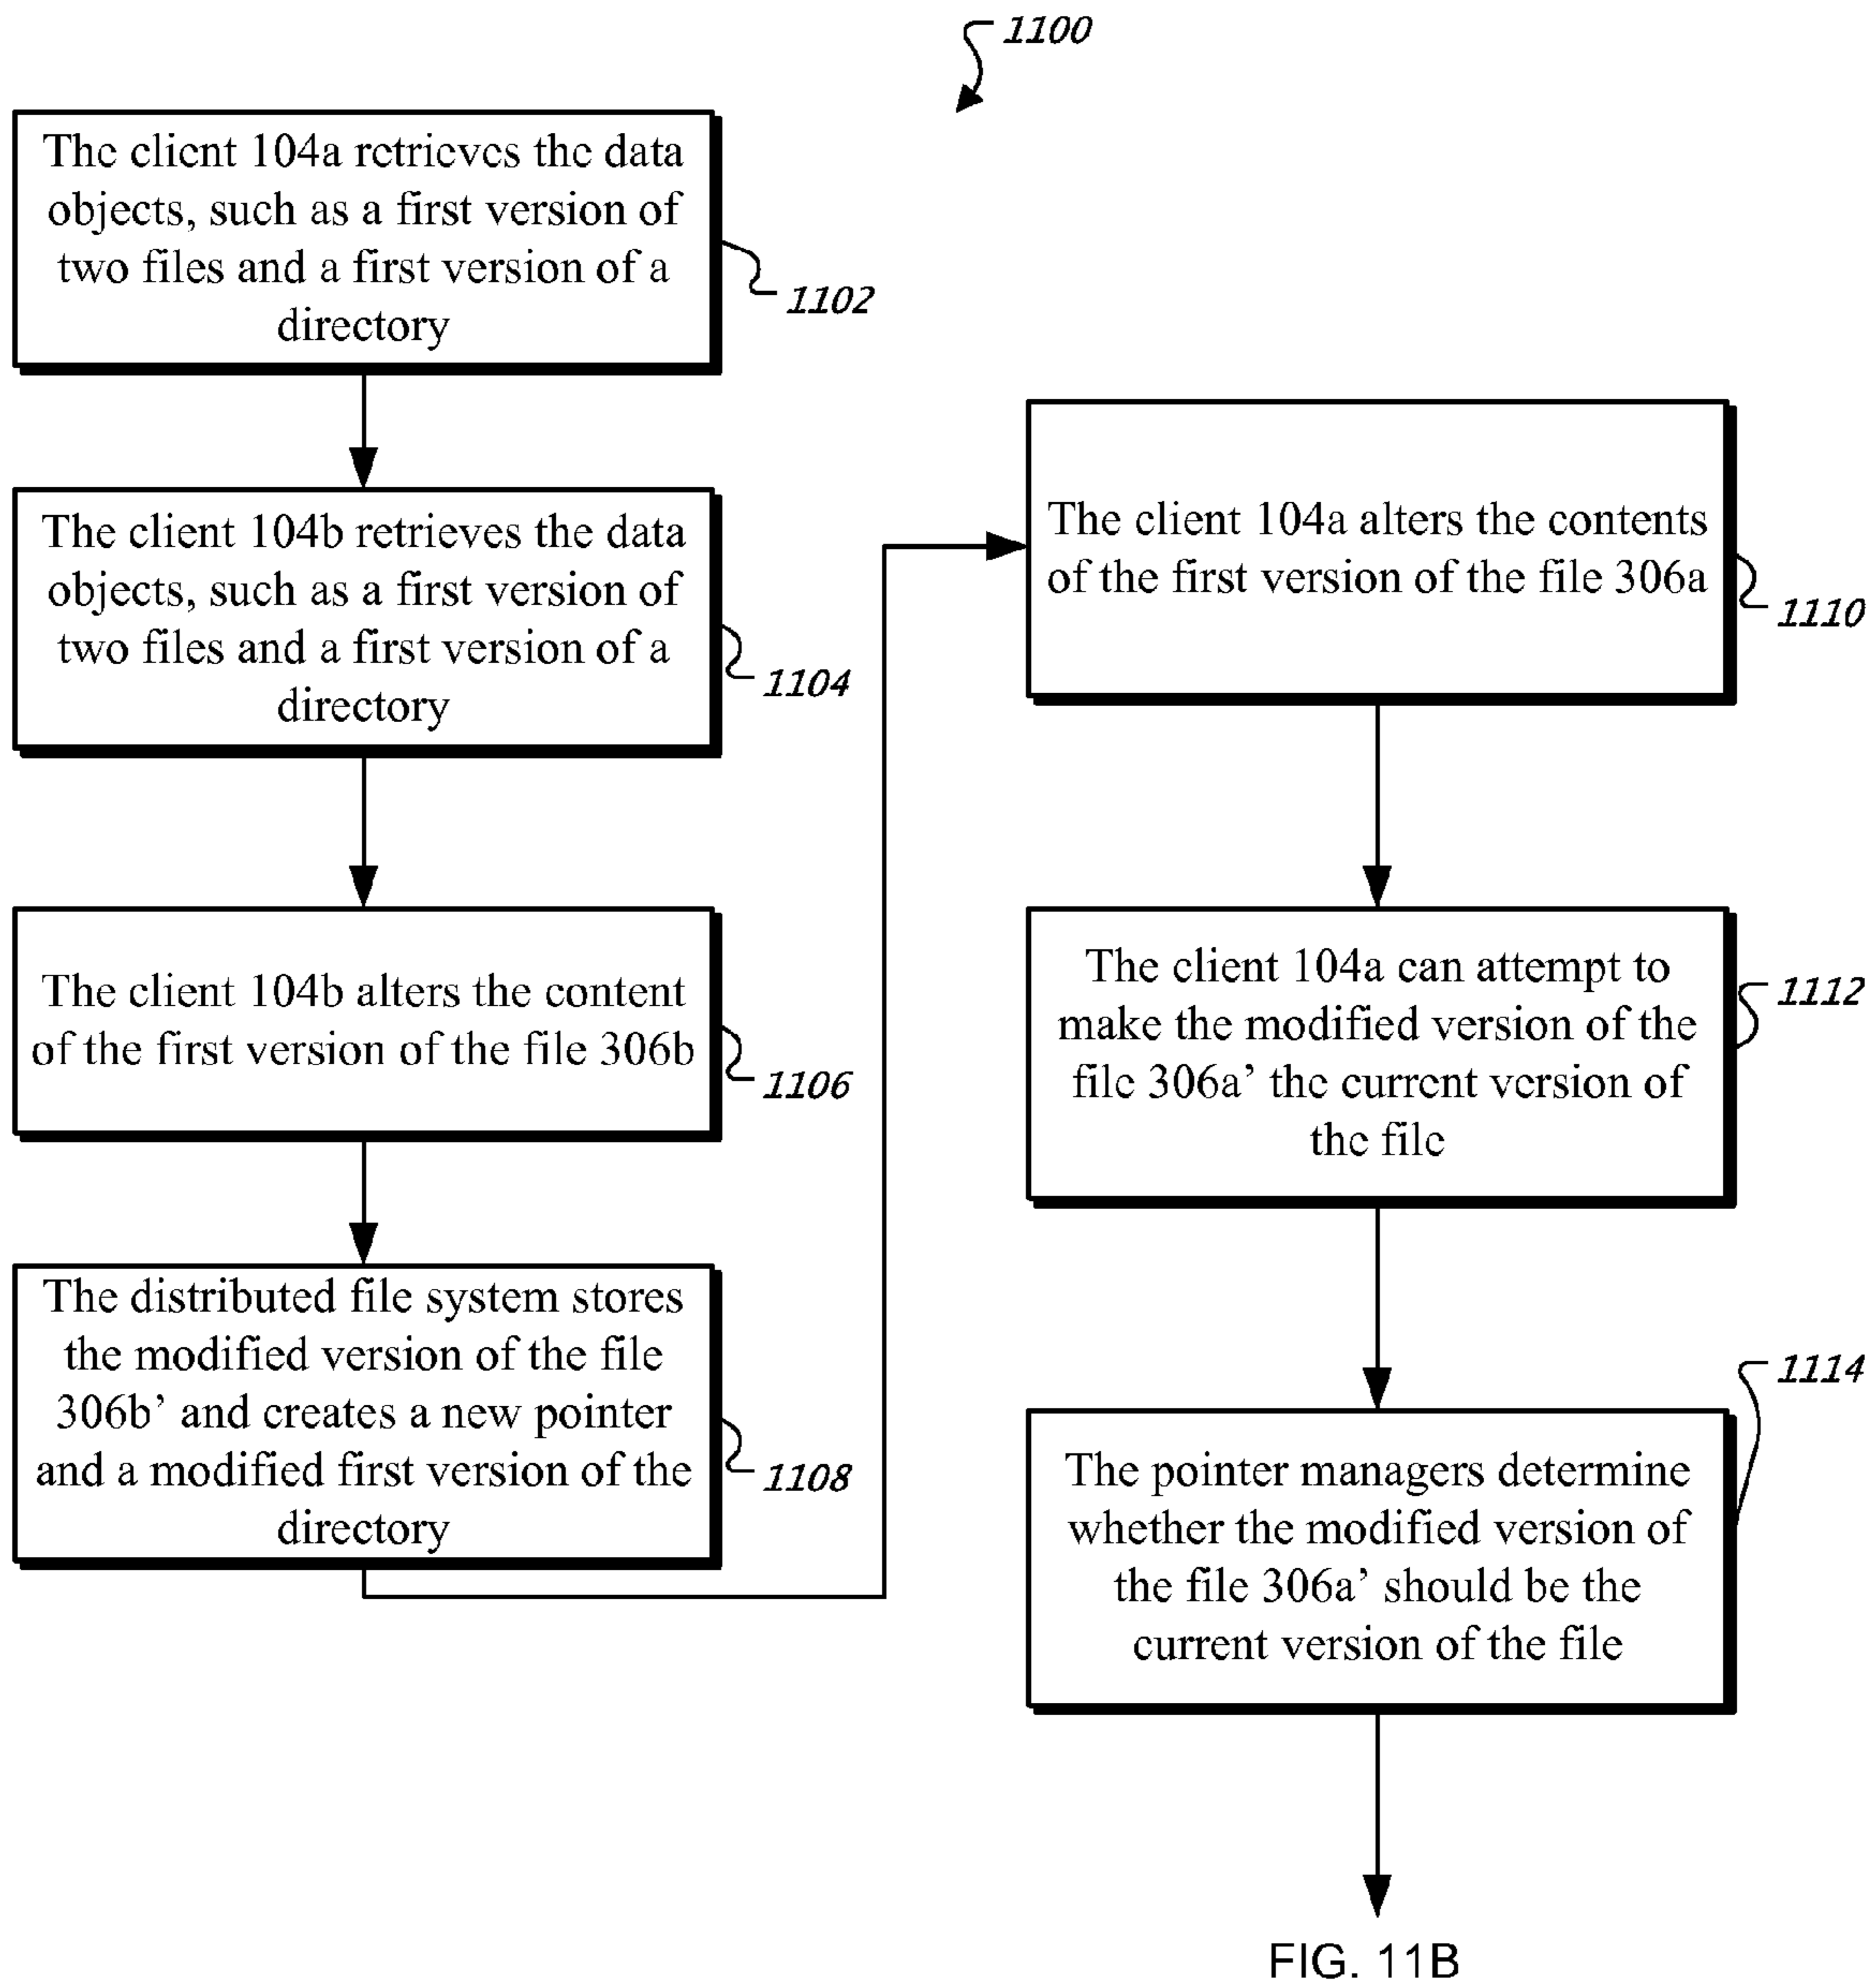 1100
The client 104a retrieves the data
objects, such as a first version of
two files and a first version of a
directory
1102
The client 104b retrieves the data
objects, such as a first version of
two files and a first version of a
directory
1104
The client 104b alters the content
of the first version of the file 306b
1106
The distributed file system stores
the modified version of the file
306b’ and creates a new pointer
and a modified first version of the
directory
1108
The client 104a alters the contents
of the first version of the file 306a
1110
The client 104a can attempt to
make the modified version of the
file 306a’ the current version of
the file
1112
The pointer managers determine
whether the modified version of
the file 306a’ should be the
current version of the file
1114
FIG. 11B